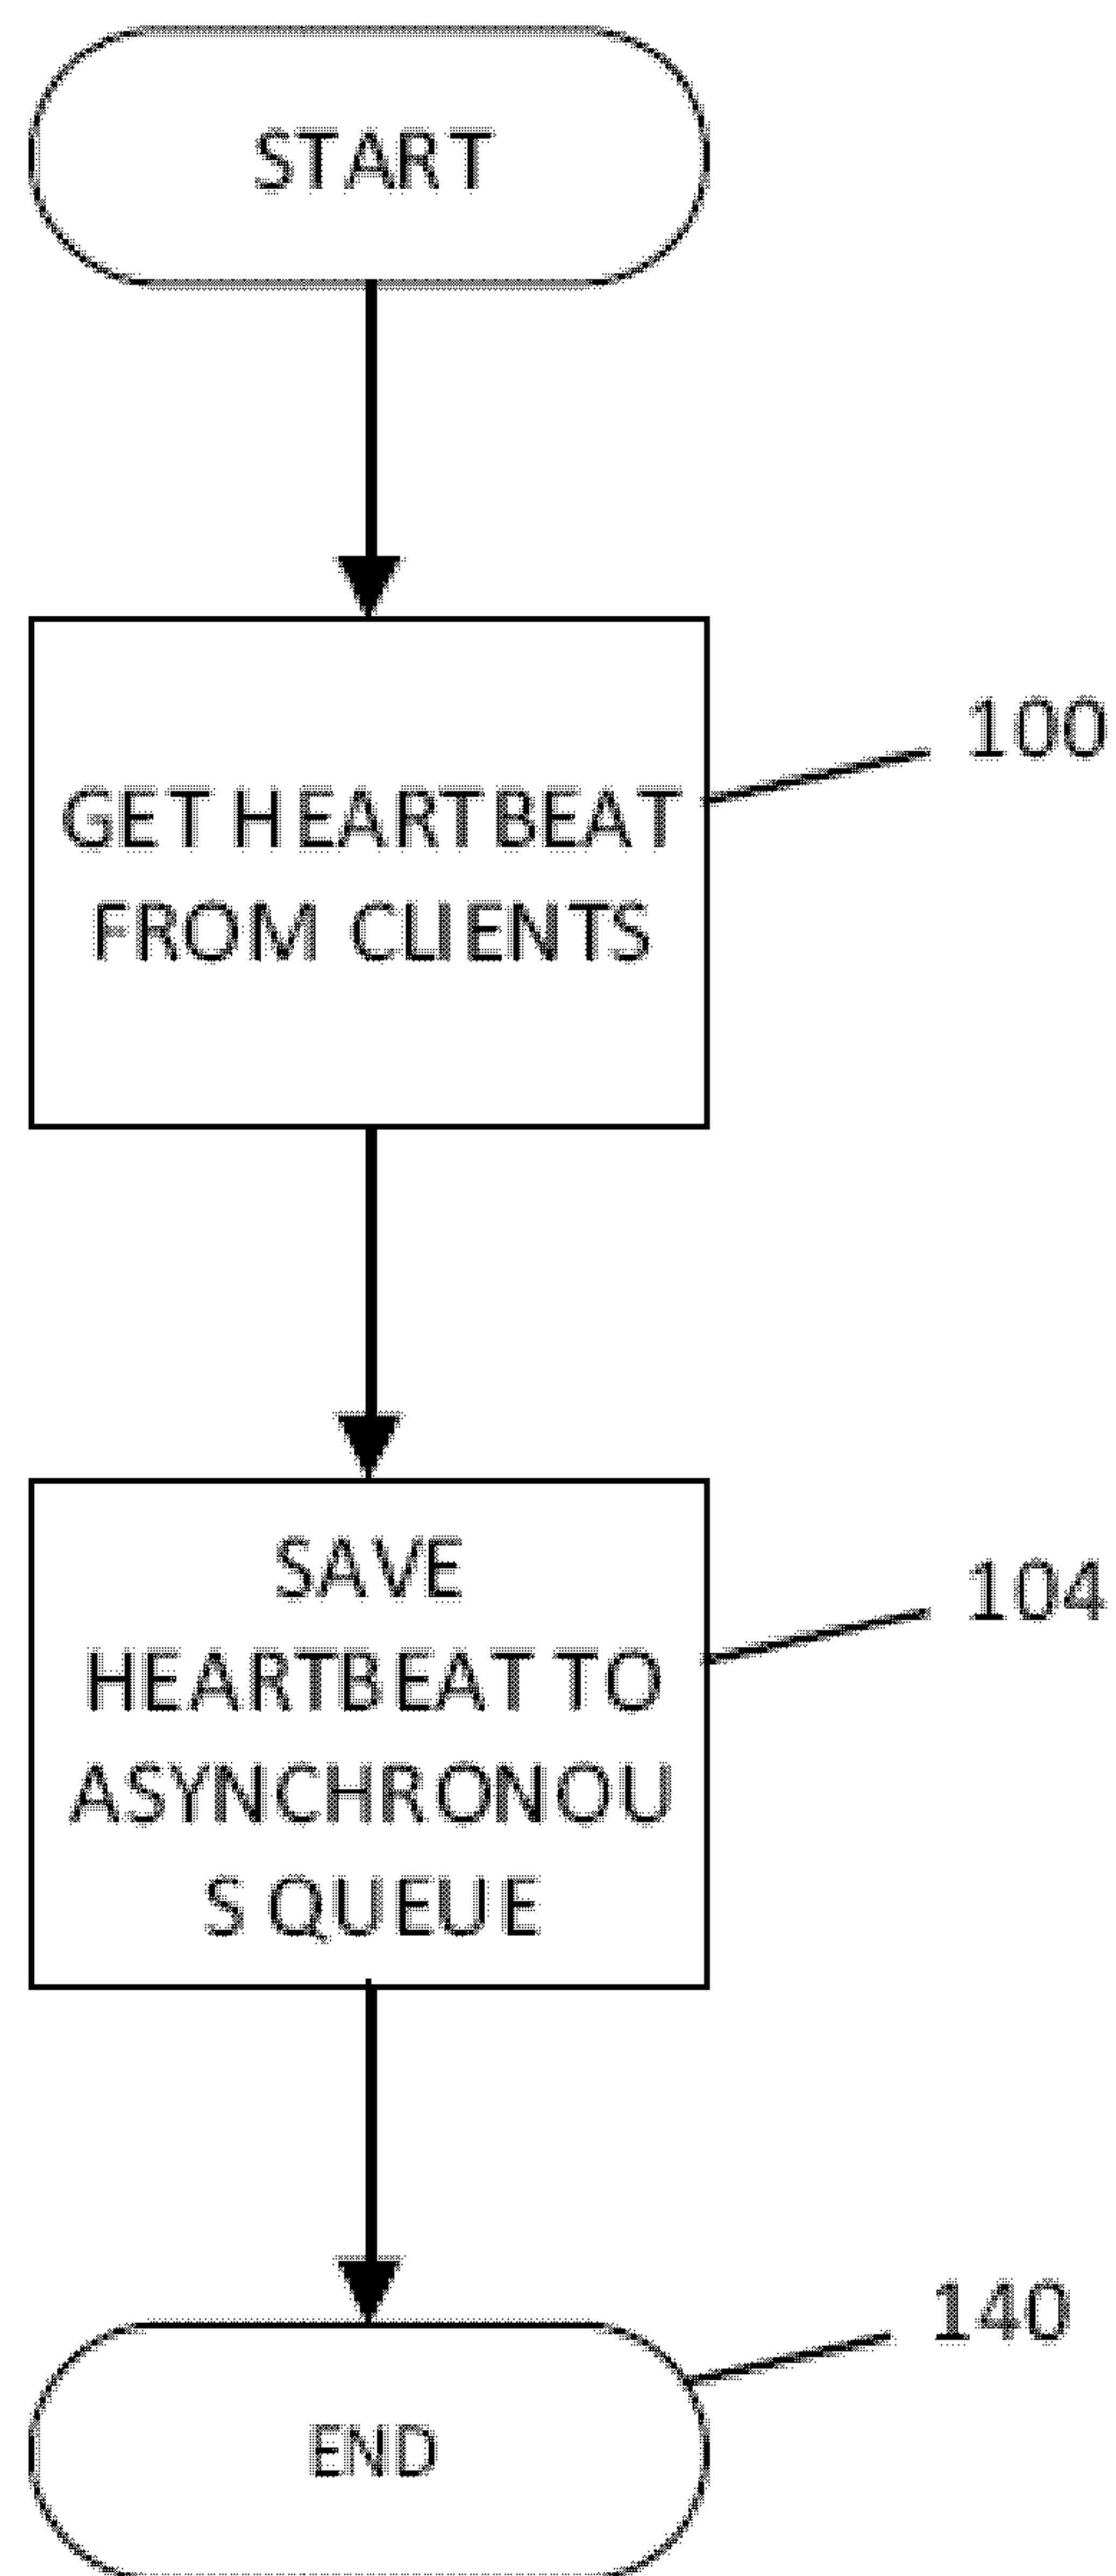 START
100
GET HEARTBEAT
FROM CLIENTS
104
SAVE
HEARTBEAT TO
ASYNCHRONOU
S QUEUE
140
END